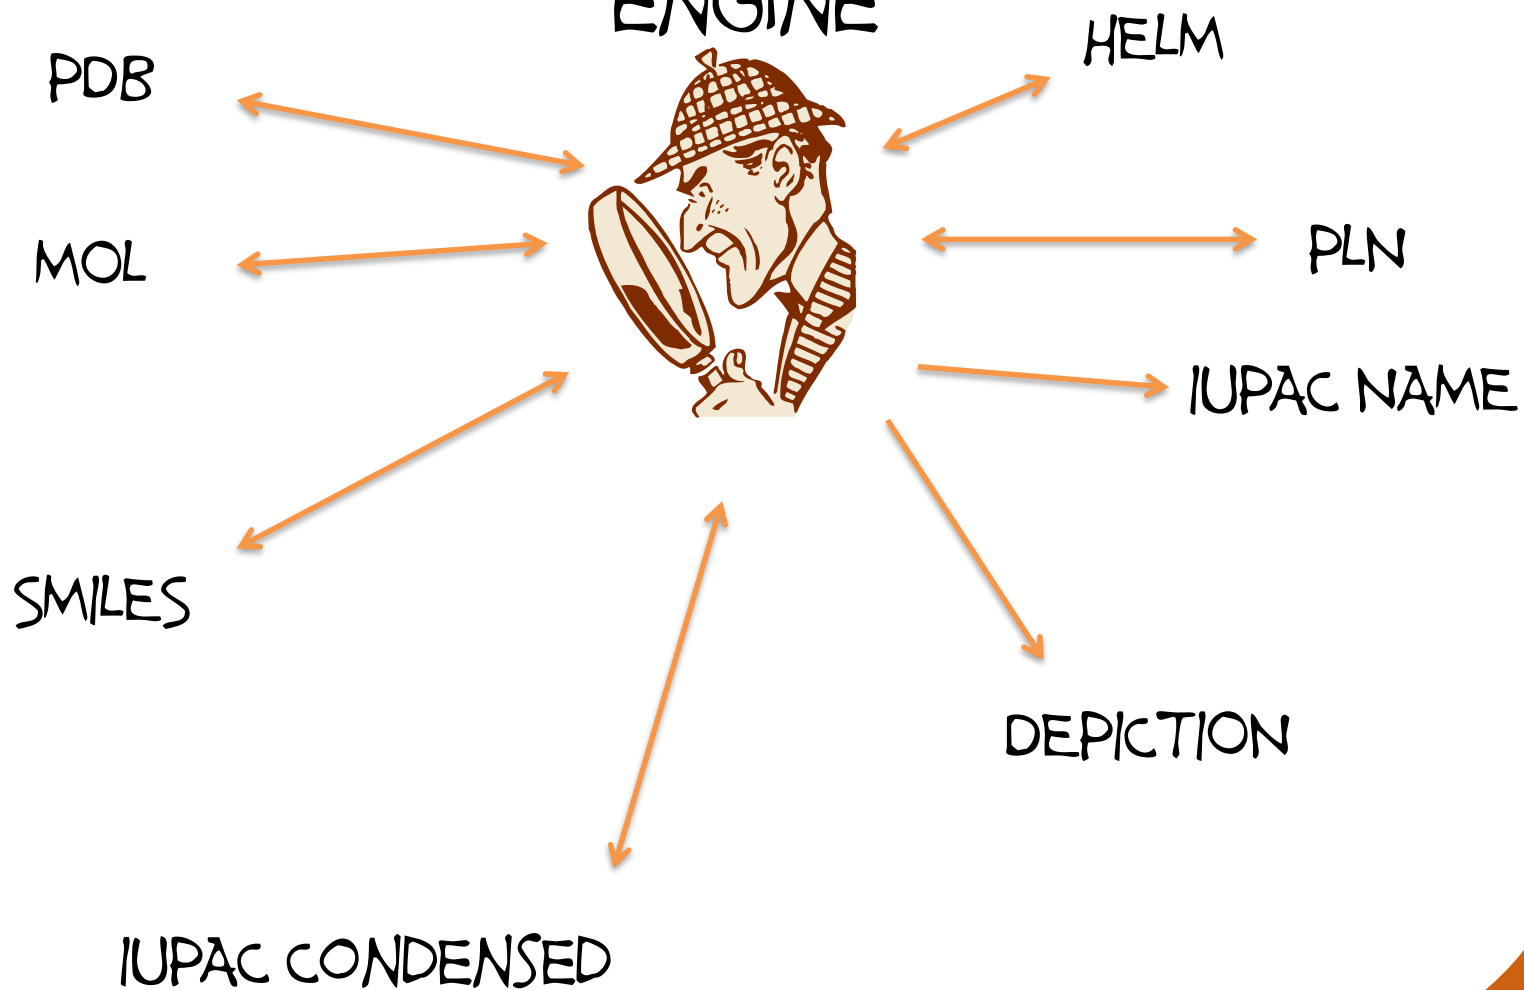 ENGINE
HELM
PDB
MOL
PLN
IUPAC NAME
SMILES
DEPICTION
IUPAC CONDENSED